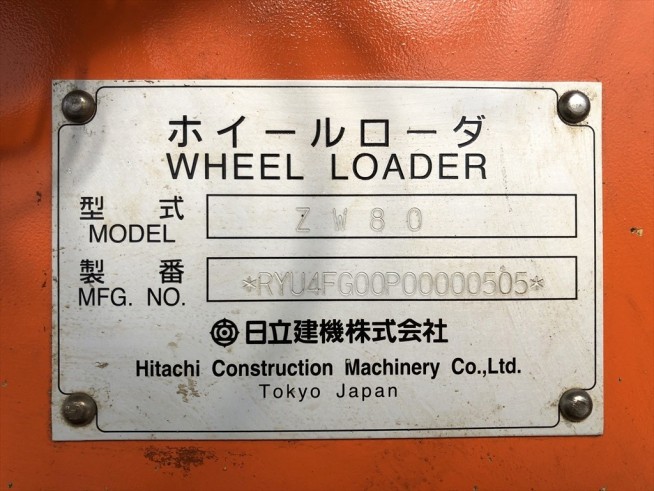 ホイールローダ
WHEEL LOADER
型式 ZW80
MODEL
製番 *RYU4FG00P00000505*
MFG. NO.
日立建機株式会社
Hitachi Construction Machinery Co.,Ltd.
Tokyo Japan